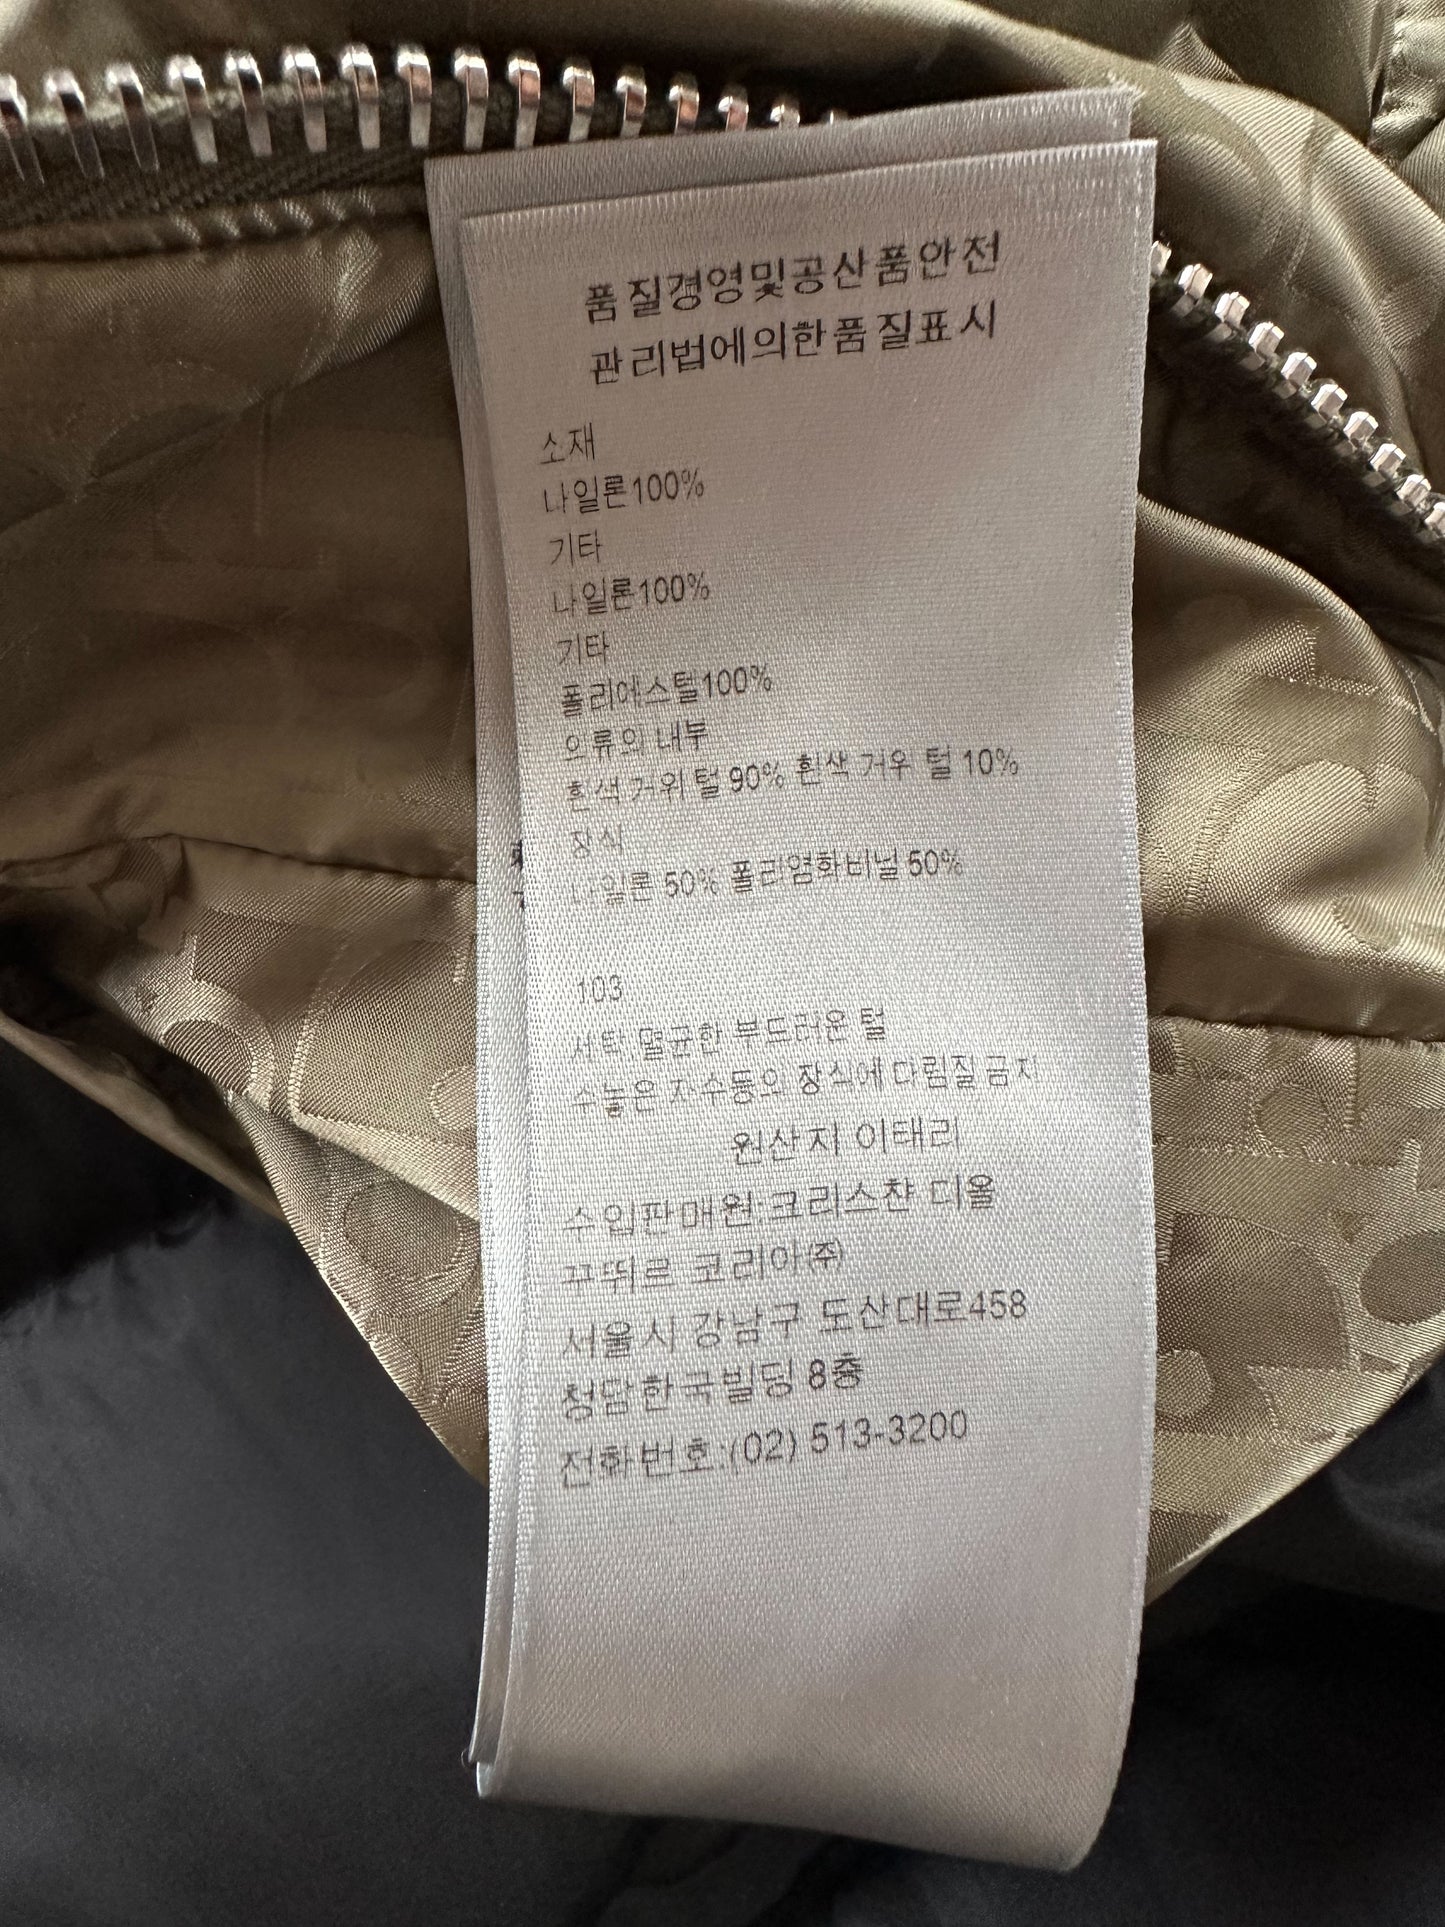 품질경영및공산품안전
관리법에의한품질표시
소재
나일론100%
기타
나일론100%
기타
폴리에스털100%
의류의 내부
흰색 거위 털 90% 흰색 거우 털 10%
장식
나일론 50% 폴리염화비닐 50%
103
세탁,멸균한 부드러운 털
수놓은 자수등의 장식에 다림질 금지
원산지 이태리
수입판매원:크리스챤 디올
꾸뛰르 코리아㈜
서울시 강남구 도산대로458
청담한국빌딩 8층
전화번호:(02) 513-3200